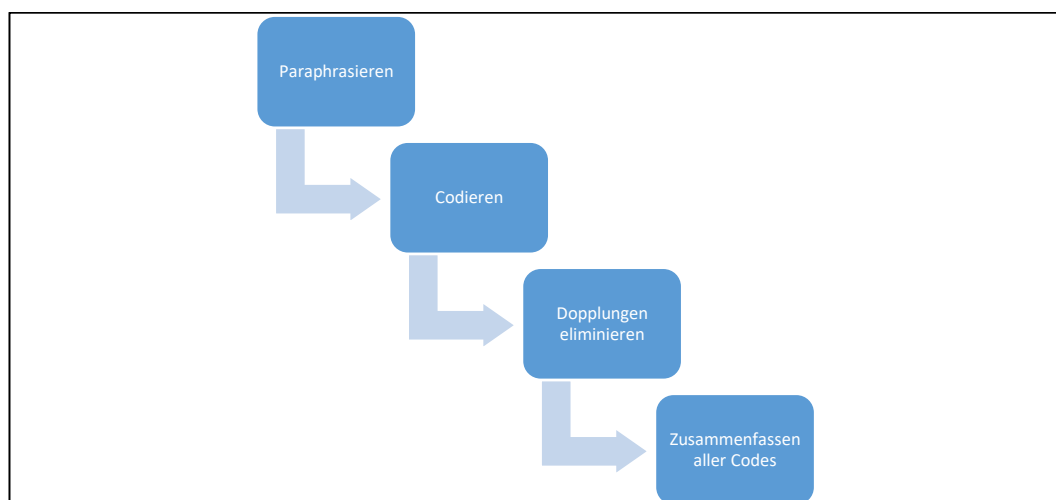 Paraphrasieren
Codieren
Dopplungen
eliminieren
Zusammenfassen
aller Codes